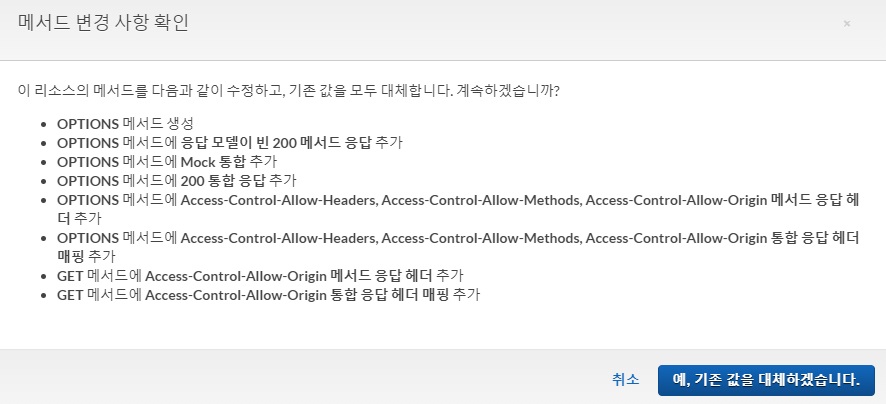 메서드 변경 사항 확인
×
이 리소스의 메서드를 다음과 같이 수정하고, 기존 값을 모두 대체합니다. 계속하겠습니까?
• OPTIONS 메서드 생성
• OPTIONS 메서드에 응답 모델이 빈 200 메서드 응답 추가
• OPTIONS 메서드에 Mock 통합 추가
• OPTIONS 메서드에 200 통합 응답 추가
• OPTIONS 메서드에 Access-Control-Allow-Headers, Access-Control-Allow-Methods, Access-Control-Allow-Origin 메서드 응답 헤
더 추가
• OPTIONS 메서드에 Access-Control-Allow-Headers, Access-Control-Allow-Methods, Access-Control-Allow-Origin 통합 응답 헤더
매핑 추가
• GET 메서드에 Access-Control-Allow-Origin 메서드 응답 헤더 추가
• GET 메서드에 Access-Control-Allow-Origin 통합 응답 헤더 매핑 추가
취소
예, 기존 값을 대체하겠습니다.